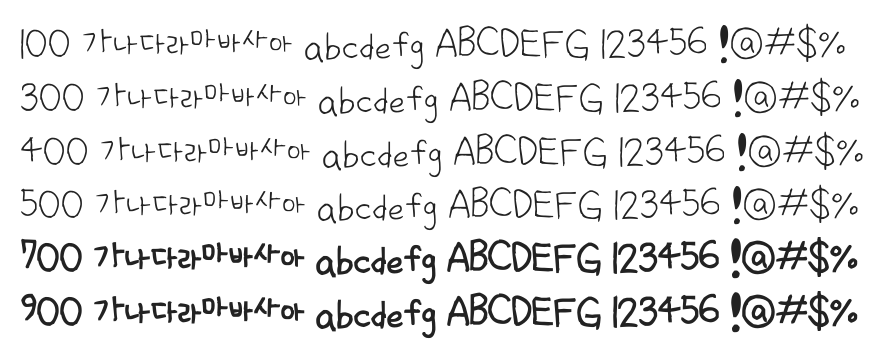 100 가나다라마바사아 abcdefg ABCDEFG 123456 !@#$%
300 가나다라마바사아 abcdefg ABCDEFG 123456 !@#$%
400 가나다라마바사아 abcdefg ABCDEFG 123456 !@#$%
500 가나다라마바사아 abcdefg ABCDEFG 123456 !@#$%
700 가나다라마바사아 abcdefg ABCDEFG 123456 !@#$%
900 가나다라마바사아 abcdefg ABCDEFG 123456 !@#$%